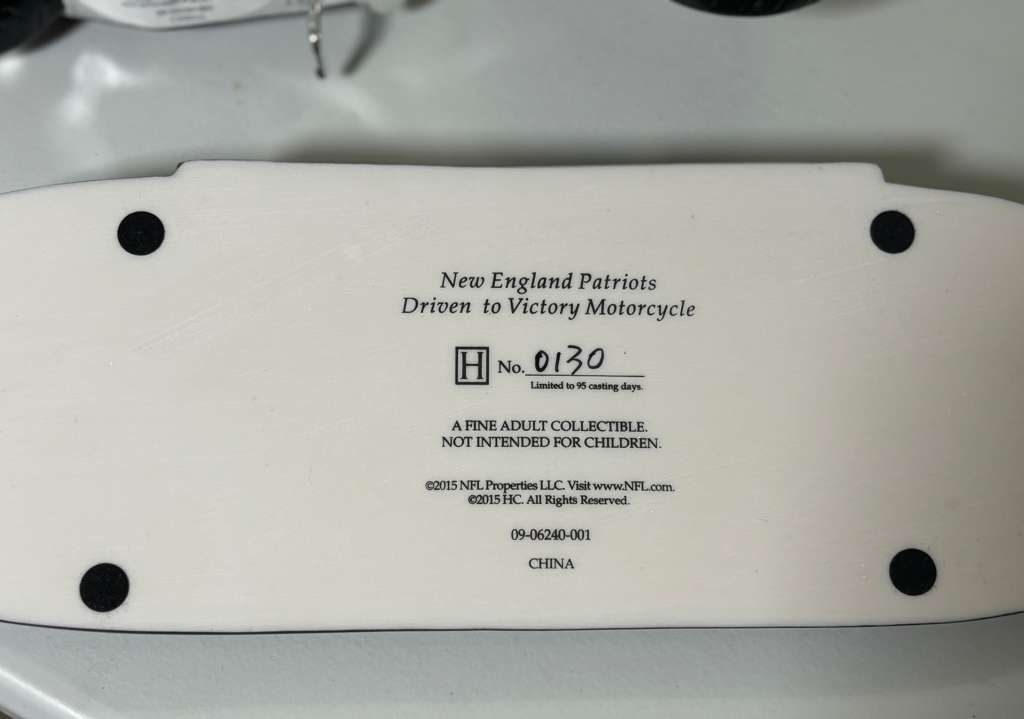 New England Patriots
Driven to Victory Motorcycle
H No. 0130
Limited to 95 casting days.
A FINE ADULT COLLECTIBLE.
NOT INTENDED FOR CHILDREN.
©2015 NFL Properties LLC. Visit www.NFL.com.
©2015 HC. All Rights Reserved.
09-06240-001
CHINA